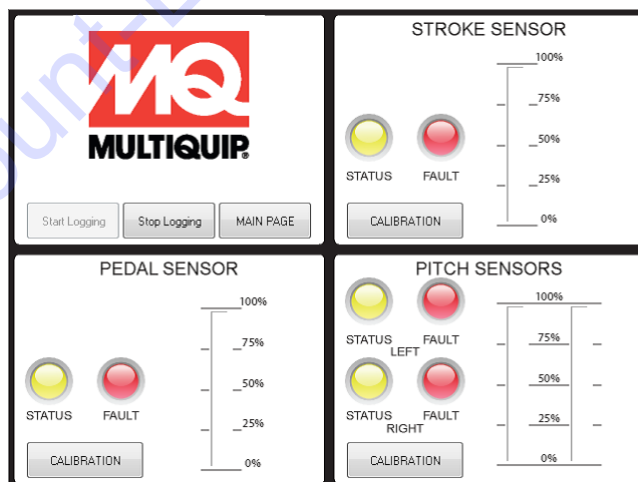 MQ
MULTIQUIP®
Start Logging
Stop Logging
MAIN PAGE
STROKE SENSOR
100%
75%
50%
25%
0%
STATUS FAULT
CALIBRATION
PEDAL SENSOR
100%
75%
50%
25%
0%
STATUS FAULT
CALIBRATION
PITCH SENSORS
100%
75%
50%
25%
0%
STATUS FAULT
LEFT
STATUS FAULT
RIGHT
CALIBRATION